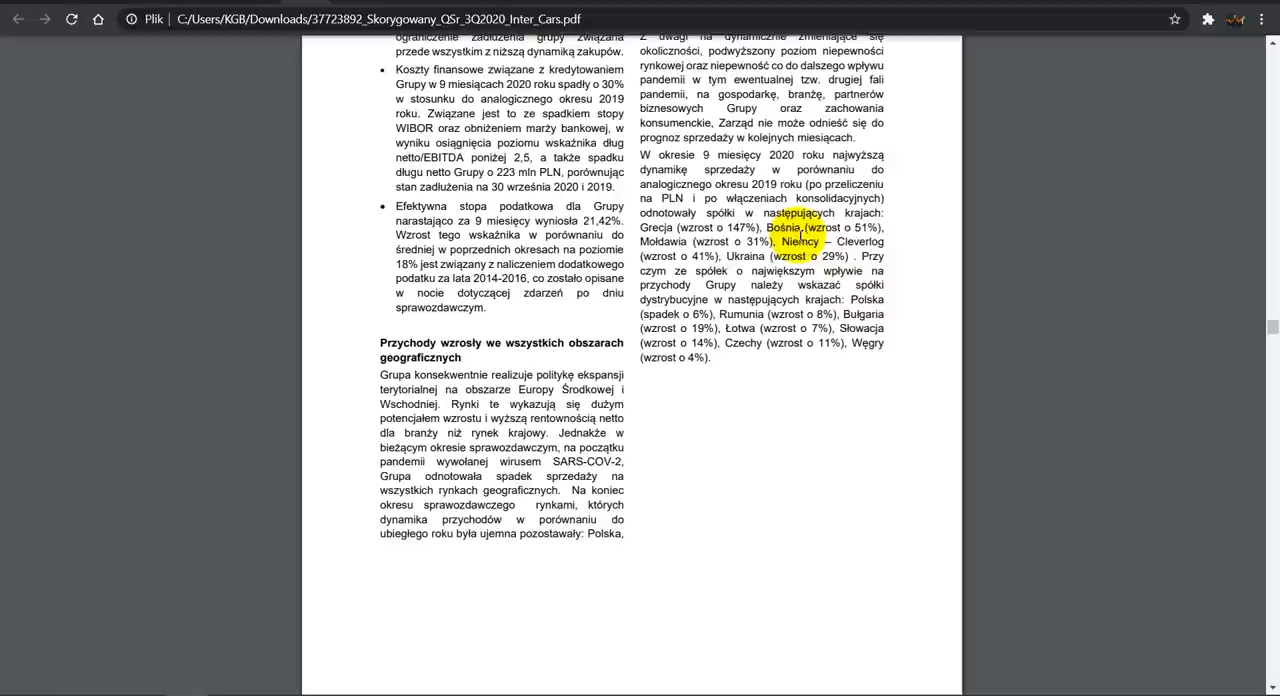 Plik
C:/Users/KGB/Downloads/37723892_Skorygowany_QSr_3Q2020_Inter_Cars.pdf
ograniczenie zadłużenia grupy związana
przede wszystkim z niższą dynamiką zakupów.
• Koszty finansowe związane z kredytowaniem
Grupy w 9 miesiącach 2020 roku spadły o 30%
w stosunku do analogicznego okresu 2019
roku. Związane jest to ze spadkiem stopy
WIBOR oraz obniżeniem marży bankowej, w
wyniku osiągnięcia poziomu wskaźnika dług
netto/EBITDA poniżej 2,5, a także spadku
długu netto Grupy o 223 mln PLN, porównując
stan zadłużenia na 30 września 2020 i 2019.
• Efektywna stopa podatkowa dla Grupy
narastająco za 9 miesięcy wyniosła 21,42%.
Wzrost tego wskaźnika w porównaniu do
średniej w poprzednich okresach na poziomie
18% jest związany z naliczeniem dodatkowego
podatku za lata 2014-2016, co zostało opisane
w nocie dotyczącej zdarzeń po dniu
sprawozdawczym.
Przychody wzrosły we wszystkich obszarach
geograficznych
Grupa konsekwentnie realizuje politykę ekspansji
terytorialnej na obszarze Europy Środkowej i
Wschodniej. Rynki te wykazują się dużym
potencjałem wzrostu i wyższą rentownością netto
dla branży niż rynek krajowy. Jednakże w
bieżącym okresie sprawozdawczym, na początku
pandemii wywołanej wirusem SARS-COV-2,
Grupa odnotowała spadek sprzedaży na
wszystkich rynkach geograficznych. Na koniec
okresu sprawozdawczego rynkami, których
dynamika przychodów w porównaniu do
ubiegłego roku była ujemna pozostawały: Polska,
Z uwagi na dynamicznie zmieniające się
okoliczności, podwyższony poziom niepewności
rynkowej oraz niepewność co do dalszego wpływu
pandemii w tym ewentualnej tzw. drugiej fali
pandemii, na gospodarkę, branżę, partnerów
biznesowych Grupy oraz zachowania
konsumenckie, Zarząd nie może odnieść się do
prognoz sprzedaży w kolejnych miesiącach.
W okresie 9 miesięcy 2020 roku najwyższą
dynamikę sprzedaży w porównaniu do
analogicznego okresu 2019 roku (po przeliczeniu
na PLN i po włączeniach konsolidacyjnych)
odnotowały spółki w następujących krajach:
Grecja (wzrost o 147%), Bośnia (wzrost o 51%),
Mołdawia (wzrost o 31%), Niemcy – Cleverlog
(wzrost o 41%), Ukraina (wzrost o 29%) . Przy
czym ze spółek o największym wpływie na
przychody Grupy należy wskazać spółki
dystrybucyjne w następujących krajach: Polska
(spadek o 6%), Rumunia (wzrost o 8%), Bułgaria
(wzrost o 19%), Łotwa (wzrost o 7%), Słowacja
(wzrost o 14%), Czechy (wzrost o 11%), Węgry
(wzrost o 4%).